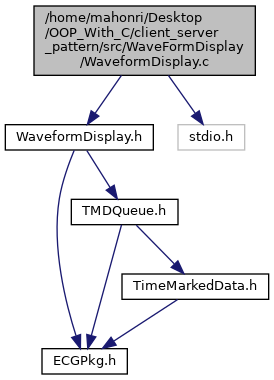 /home/mahonri/Desktop
/OOP_With_C/client_server
_pattern/src/WaveFormDisplay
/WaveformDisplay.c
WaveformDisplay.h
stdio.h
TMDQueue.h
TimeMarkedData.h
ECGPkg.h